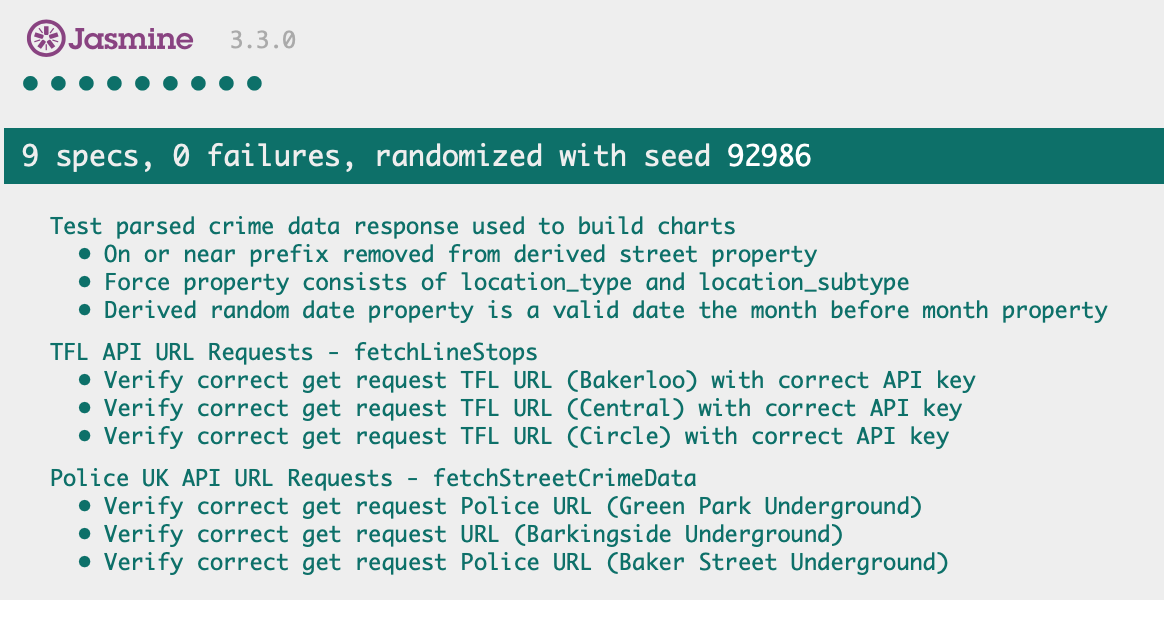 Jasmine 3.3.0
9 specs, 0 failures, randomized with seed 92986
Test parsed crime data response used to build charts
On or near prefix removed from derived street property
Force property consists of location_type and location_subtype
Derived random date property is a valid date the month before month property
TFL API URL Requests - fetchLineStops
Verify correct get request TFL URL (Bakerloo) with correct API key
Verify correct get request TFL URL (Central) with correct API key
Verify correct get request TFL URL (Circle) with correct API key
Police UK API URL Requests - fetchStreetCrimeData
Verify correct get request Police URL (Green Park Underground)
Verify correct get request URL (Barkingside Underground)
Verify correct get request Police URL (Baker Street Underground)